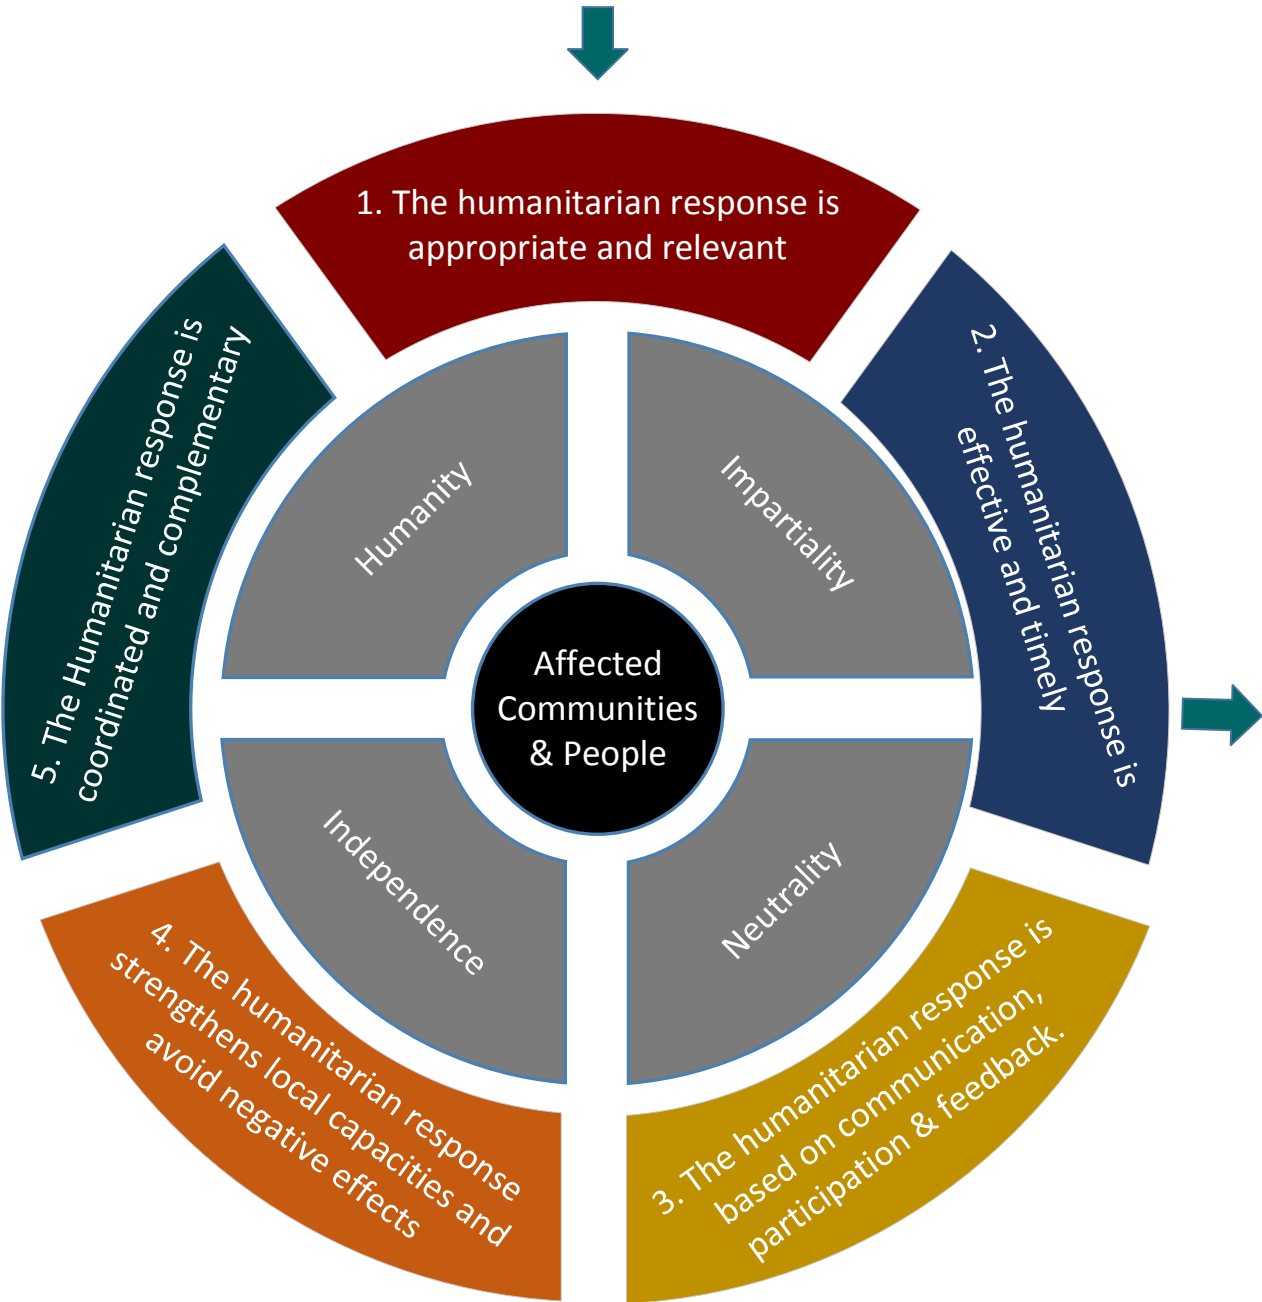 1. The humanitarian response is
appropriate and relevant
2. The humanitarian response is
effective and timely
3. The humanitarian response is
based on communication,
participation & feedback.
4. The humanitarian response
strengthens local capacities and
avoid negative effects
5. The Humanitarian response is
coordinated and complementary
Humanity
Impartiality
Neutrality
Independence
Affected
Communities
& People